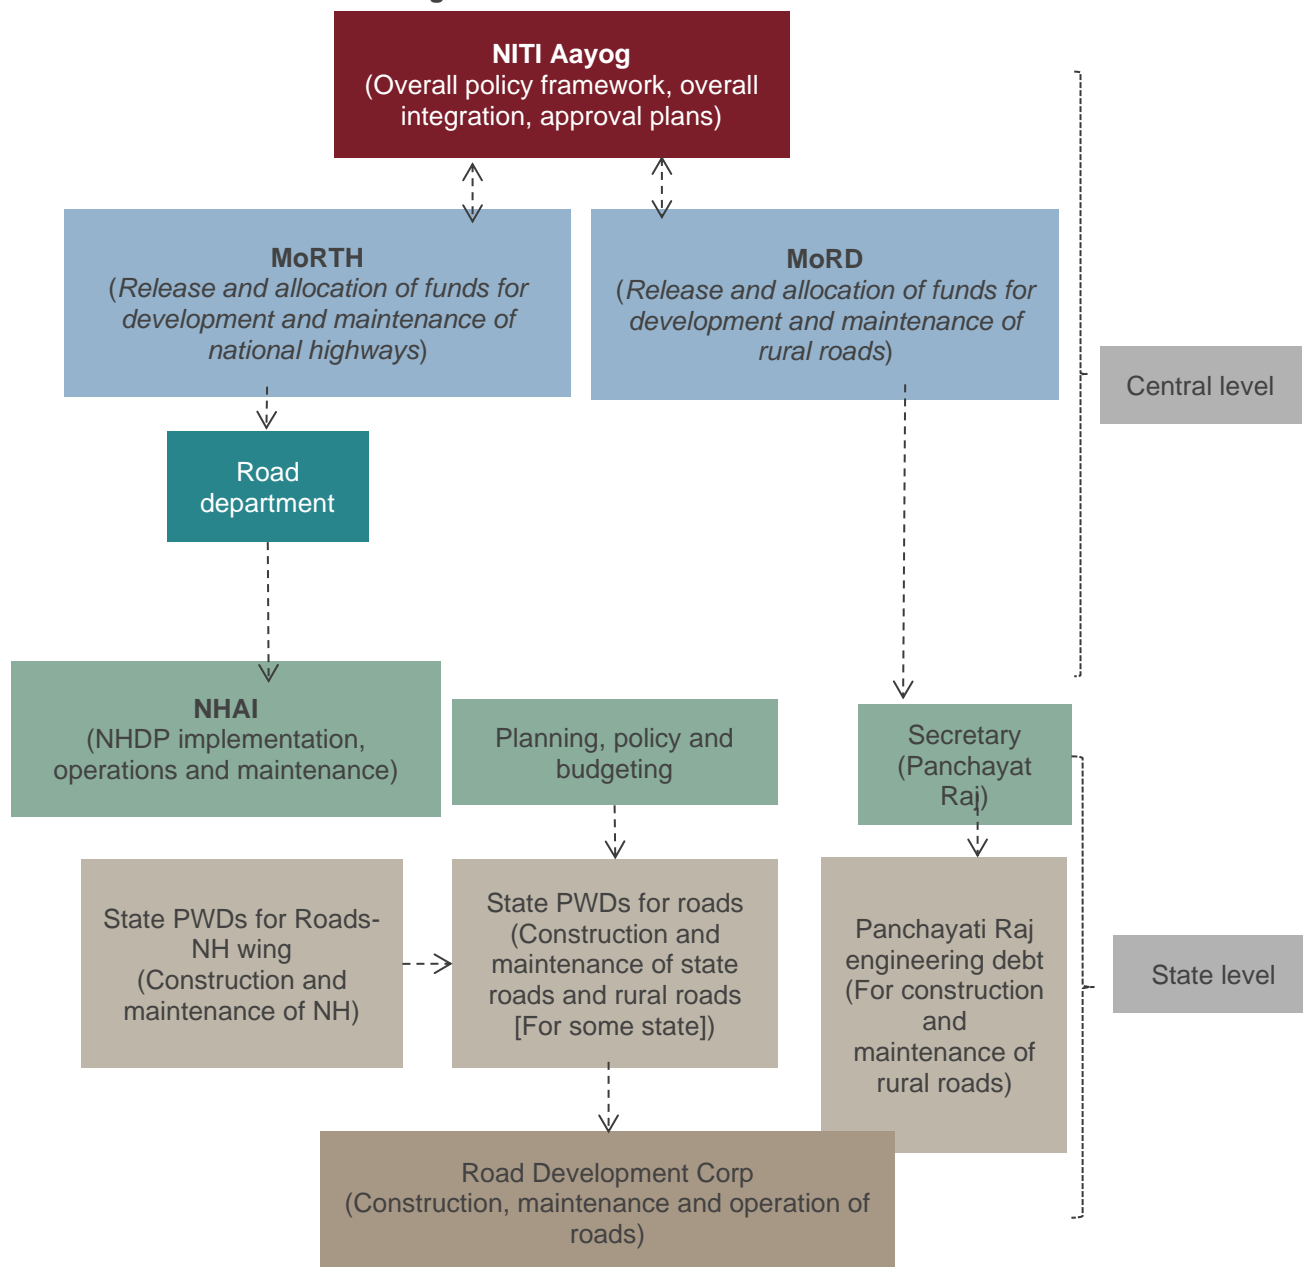 NITI Aayog
(Overall policy framework, overall
integration, approval plans)
MoRTH
(Release and allocation of funds for
development and maintenance of
national highways)
MoRD
(Release and allocation of funds for
development and maintenance of
rural roads)
Central level
Road
department
NHAI
(NHDP implementation,
operations and maintenance)
Planning, policy and
budgeting
Secretary
(Panchayat
Raj)
State PWDs for Roads-
NH wing
(Construction and
maintenance of NH)
State PWDs for roads
(Construction and
maintenance of state
roads and rural roads
[For some state])
Panchayati Raj
engineering debt
(For construction
and
maintenance of
rural roads)
State level
Road Development Corp
(Construction, maintenance and operation of
roads)